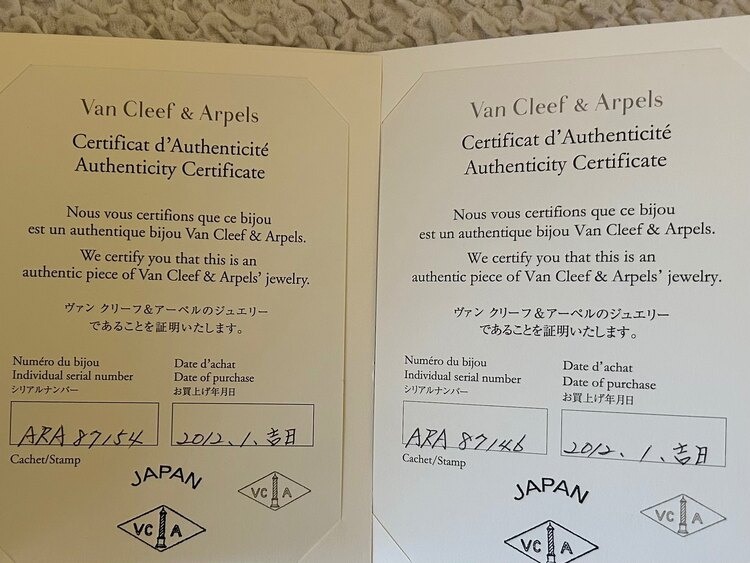 Van Cleef & Arpels
Certificat d'Authenticité
Authenticity Certificate
Nous vous certifions que ce bijou
est un authentique bijou Van Cleef & Arpels.
We certify you that this is an
authentic piece of Van Cleef & Arpels' jewelry.
ヴァン クリーフ&アーペルのジュエリー
であることを証明いたします。
Numéro du bijou
Individual serial number
シリアルナンバー
Date d'achat
Date of purchase
お買上げ年月日
ARA 87154
2012.1.吉日
Cachet/Stamp
JAPAN
VC A
VC A
Van Cleef & Arpels
Certificat d'Authenticité
Authenticity Certificate
Nous vous certifions que ce bijou
est un authentique bijou Van Cleef & Arpels.
We certify you that this is an
authentic piece of Van Cleef & Arpels' jewelry.
ヴァン クリーフ&アーペルのジュエリー
であることを証明いたします。
Numéro du bijou
Individual serial number
シリアルナンバー
Date d'achat
Date of purchase
お買上げ年月日
ARA 87146
2012.1.吉日
Cachet/Stamp
JAPAN
VC A
VC A